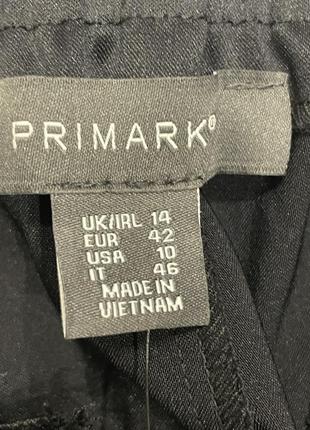 PRIMARK®
UK/IRL 14
EUR 42
USA 10
IT 46
MADE IN
VIETNAM